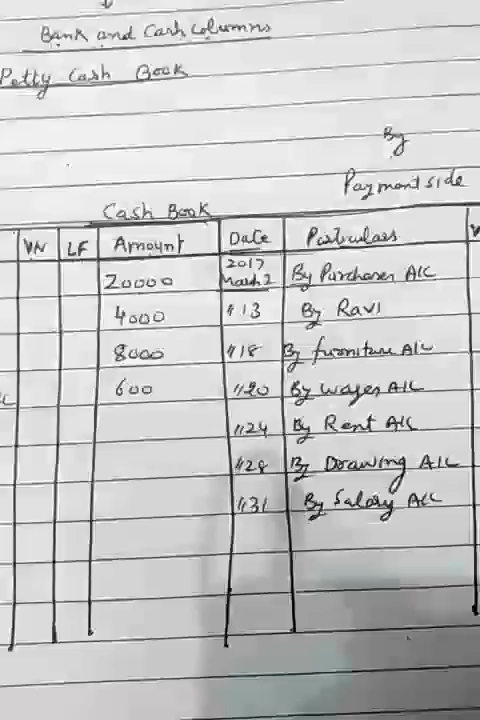 Bank and Cash Columns
Petty Cash Book
By
Payment side
Cash Book
VN LF Amount Date Particulars
20000 2017 March 2 By Purchases A/C
4000 " 13 By Ravi
8000 " 18 By furniture A/C
600 " 20 By wages A/C
" 24 By Rent A/C
" 28 By Drawing A/C
" 31 By Salary A/C